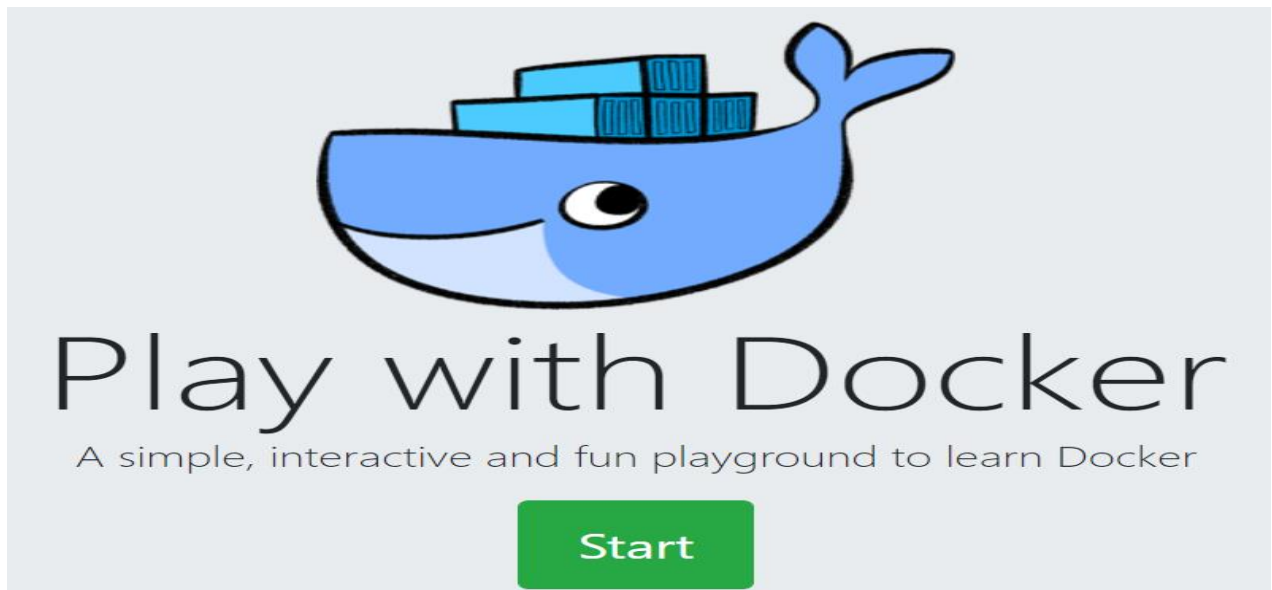 Play with Docker
A simple, interactive and fun playground to learn Docker
Start